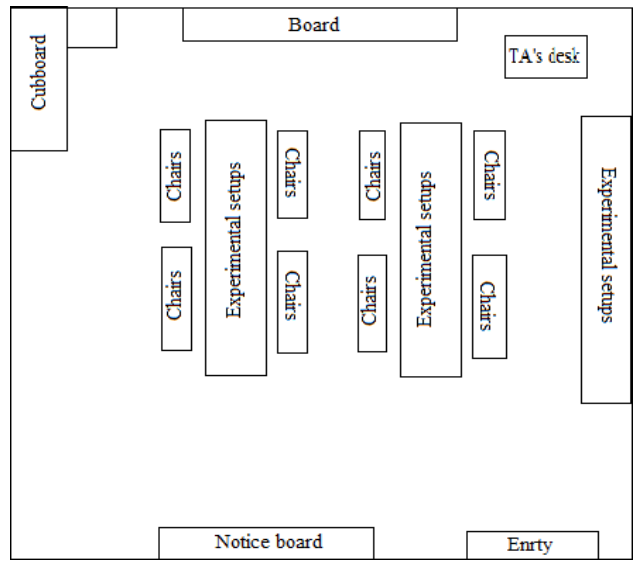 Board
TA's desk
Cubboard
Chairs
Experimental setups
Chairs
Chairs
Experimental setups
Chairs
Experimental setups
Chairs
Chairs
Chairs
Chairs
Notice board
Enrty